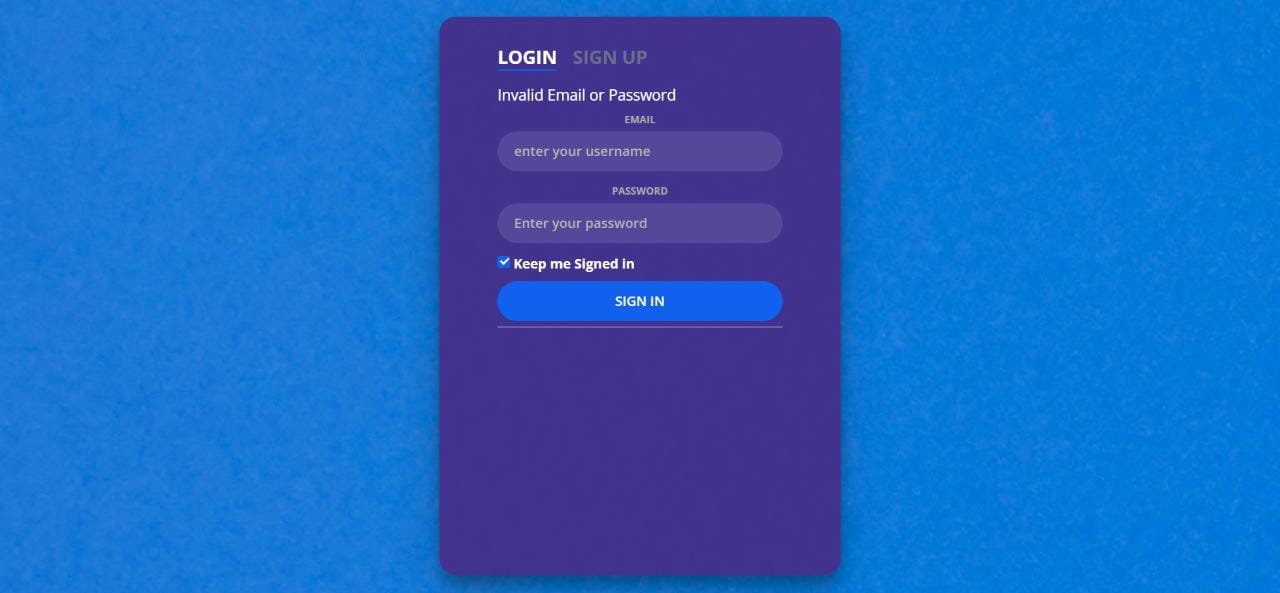 LOGIN SIGN UP
Invalid Email or Password
EMAIL
enter your username
PASSWORD
Enter your password
Keep me Signed in
SIGN IN